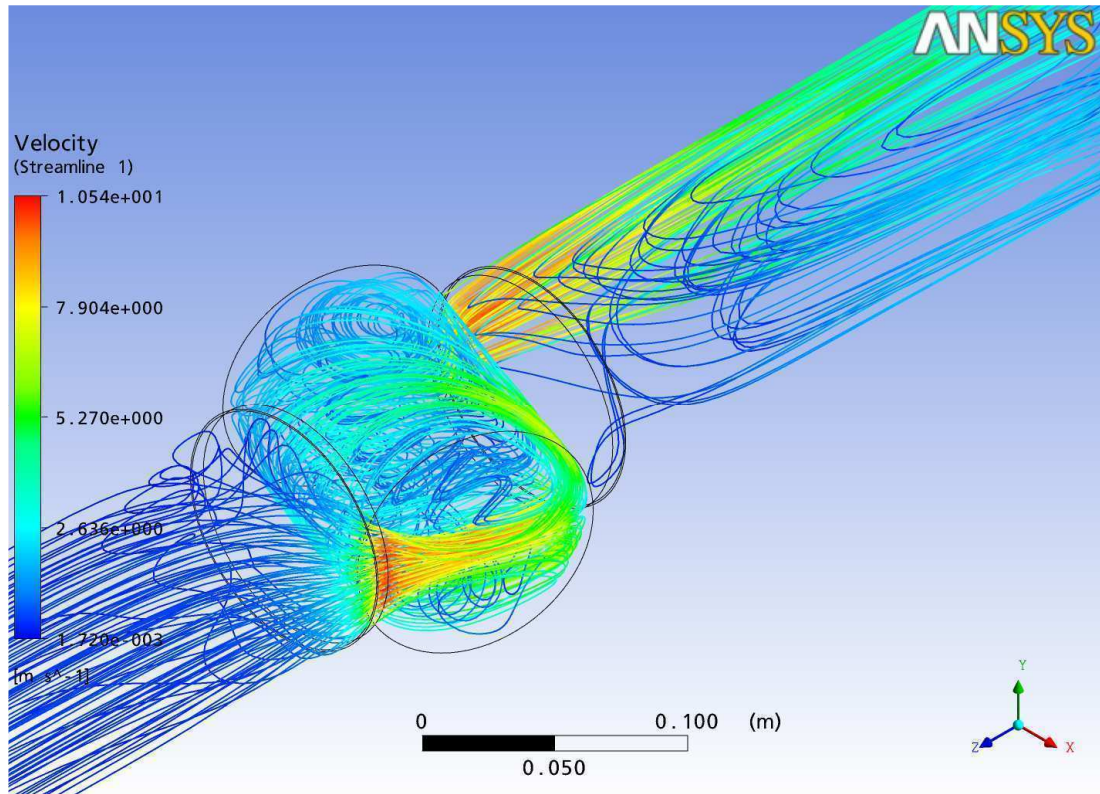 ANSYS
Velocity
(Streamline 1)
1.054e+001
7.904e+000
5.270e+000
2.636e+000
1.720e-003
[m s^-1]
0 0.100 (m)
0.050
Y
Z X